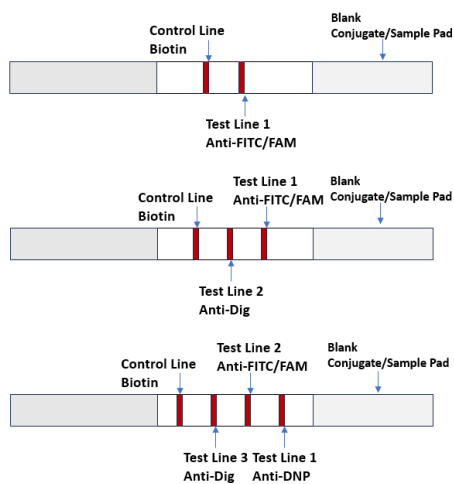 Control Line
Biotin
Blank
Conjugate/Sample Pad
Test Line 1
Anti-FITC/FAM
Control Line
Biotin
Test Line 1
Anti-FITC/FAM
Blank
Conjugate/Sample Pad
Test Line 2
Anti-Dig
Control Line
Biotin
Test Line 2
Anti-FITC/FAM
Blank
Conjugate/Sample Pad
Test Line 3
Anti-Dig
Test Line 1
Anti-DNP